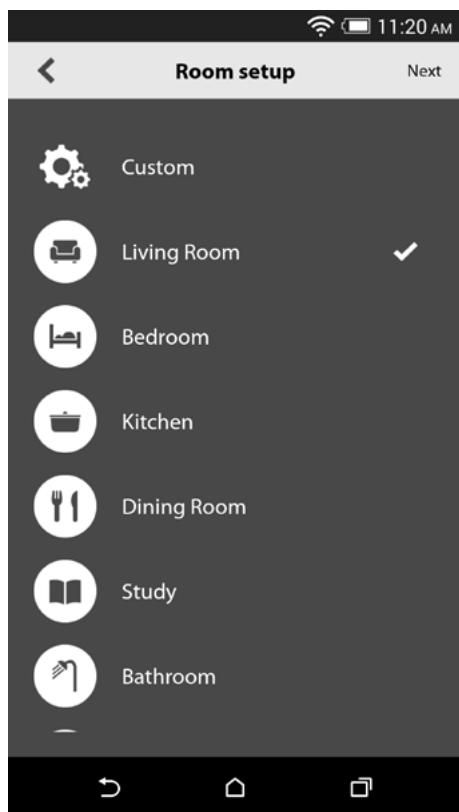 11:20 AM
Room setup
Next
Custom
Living Room
Bedroom
Kitchen
Dining Room
Study
Bathroom